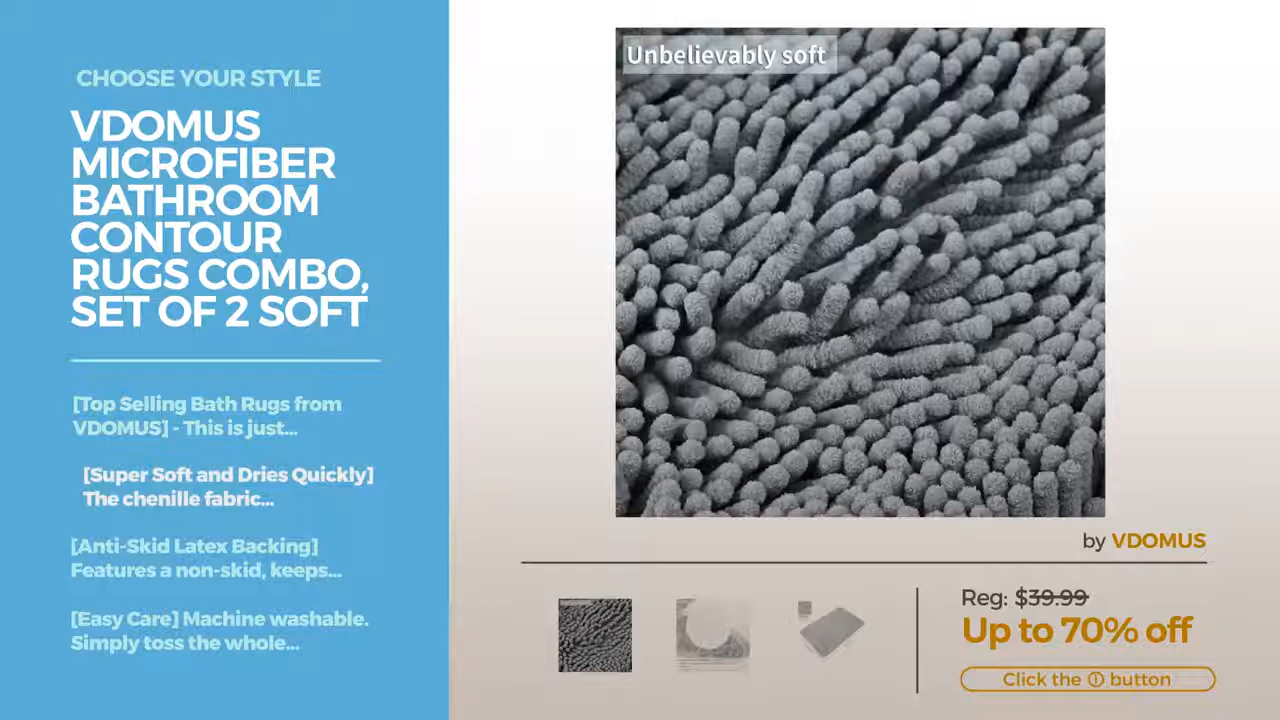 CHOOSE YOUR STYLE
VDOMUS
MICROFIBER
BATHROOM
CONTOUR
RUGS COMBO,
SET OF 2 SOFT
[Top Selling Bath Rugs from
VDOMUS] - This is just...
[Super Soft and Dries Quickly]
The chenille fabric...
[Anti-Skid Latex Backing]
Features a non-skid, keeps...
[Easy Care] Machine washable.
Simply toss the whole...
Unbelievably soft
by VDOMUS
Reg: $39.99
Up to 70% off
Click the ⓘ button